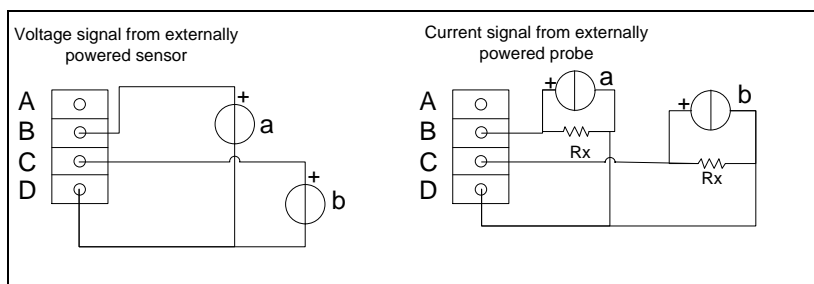 Voltage signal from externally
powered sensor
A
B
C
D
+
a
+
b
Current signal from externally
powered probe
A
B
C
D
+
a
Rx
+
b
Rx